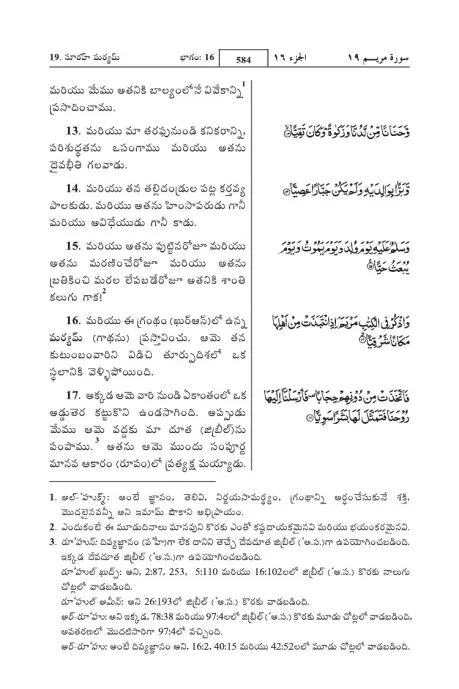 19. సూరహ్ మర్యమ్ భాగం: 16 584 الجزء ١٦ سورة مريم ١٩
మరియు మేము అతనికి బాల్యంలోనే వివేకాన్ని1
ప్రసాదించాము.
13. మరియు మా తరఫునుండి కనికరాన్ని,
పరిశుద్ధతను ఒసంగాము మరియు అతను
దైవభీతి గలవాడు.
وَّحَنَانًا مِّن لَّدُنَّا وَزَكٰوةً وَكَانَ تَقِيًّا
14. మరియు తన తల్లిదండ్రుల పట్ల కర్తవ్య
పాలకుడు. మరియు అతను హింసాపరుడు గానీ
మరియు అవిధేయుడు గానీ కాడు.
وَّبَرًّۢا بِوَالِدَيْهِ وَلَمْ يَكُنْ جَبَّارًا عَصِيًّا
15. మరియు అతను పుట్టినరోజూ మరియు
అతను మరణించేరోజూ మరియు అతను
బ్రతికించి మరల లేపబడేరోజూ అతనికి శాంతి
కలుగు గాక!2
وَسَلٰمٌ عَلَيْهِ يَوْمَ وُلِدَ وَيَوْمَ يَمُوْتُ وَيَوْمَ
يُبْعَثُ حَيًّا
16. మరియు ఈ గ్రంథం (ఖుర్ఆన్)లో ఉన్న
మర్యమ్ (గాథను) ప్రస్తావించు. ఆమె తన
కుటుంబంవారిని విడిచి తూర్పుదిశలో ఒక
స్థలానికి వెళ్ళిపోయింది.
وَاذْكُرْ فِي الْكِتٰبِ مَرْيَمَ اِذِ انْتَبَذَتْ مِنْ اَهْلِهَا
مَكَانًا شَرْقِيًّا
17. అక్కడ ఆమె వారి నుండి ఏకాంతంలో ఒక
అడ్డుతెర కట్టుకొని ఉండసాగింది. అప్పుడు
మేము ఆమె వద్దకు మా దూత (జిబ్రీల్)ను
పంపాము.3 అతను ఆమె ముందు సంపూర్ణ
మానవ ఆకారం (రూపం)లో ప్రత్యక్ష మయ్యాడు.
فَاتَّخَذَتْ مِنْ دُوْنِهِمْ حِجَابًا فَاَرْسَلْنَا اِلَيْهَا
رُوْحَنَا فَتَمَثَّلَ لَهَا بَشَرًا سَوِيًّا
1. అల్-'హుక్మ్: అంటే జ్ఞానం, తెలివి, నిర్ణయసామర్థ్యం, గ్రంథాన్ని అర్థంచేసుకునే శక్తి,
మొదలైనవన్నీ అని ఇమామ్ షౌకాని అభిప్రాయం.
2. ఎందుకంటే ఈ మూడుదినాలు మానవుని కొరకు ఎంతో కష్టదాయకమైనవి మరియు భయంకరమైనవి.
3. రూ'హున్: దివ్యజ్ఞానం (వ'హీ)గా లేక దానిని తెచ్చే దేవదూత జిబ్రీల్ ('అ.స.)గా ఉపయోగించబడింది.
ఇక్కడ దేవదూత జిబ్రీల్ ('అ.స.)గా ఉపయోగించబడింది.
రూ'హుల్ ఖుద్స్: అని, 2:87, 253, 5:110 మరియు 16:102లలో జిబ్రీల్ ('అ.స.) కొరకు నాలుగు
చోట్లలో వాడబడింది.
రూ'హుల్ అమీన్: అని 26:193లో జిబ్రీల్ ('అ.స.) కొరకు వాడబడింది.
అర్-రూ'హు: అని ఇక్కడ, 78:38 మరియు 97:4లలో జిబ్రీల్ ('అ.స.) కొరకు మూడు చోట్లలో వాడబడింది,
అవతరణలో మొదటిసారిగా 97:4లో వచ్చింది.
అర్-రూ'హు: అంటే దివ్యజ్ఞానం అని, 16:2, 40:15 మరియు 42:52లలో మూడు చోట్లలో వాడబడింది.